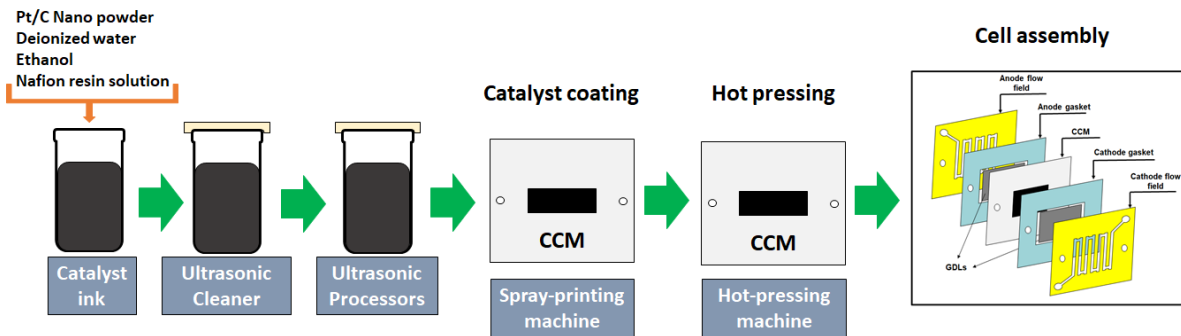 Pt/C Nano powder
Deionized water
Ethanol
Nafion resin solution
Catalyst
ink
Ultrasonic
Cleaner
Ultrasonic
Processors
Catalyst coating
CCM
Spray-printing
machine
Hot pressing
CCM
Hot-pressing
machine
Cell assembly
Anode flow
field
Anode gasket
CCM
Cathode gasket
Cathode flow
field
GDLs